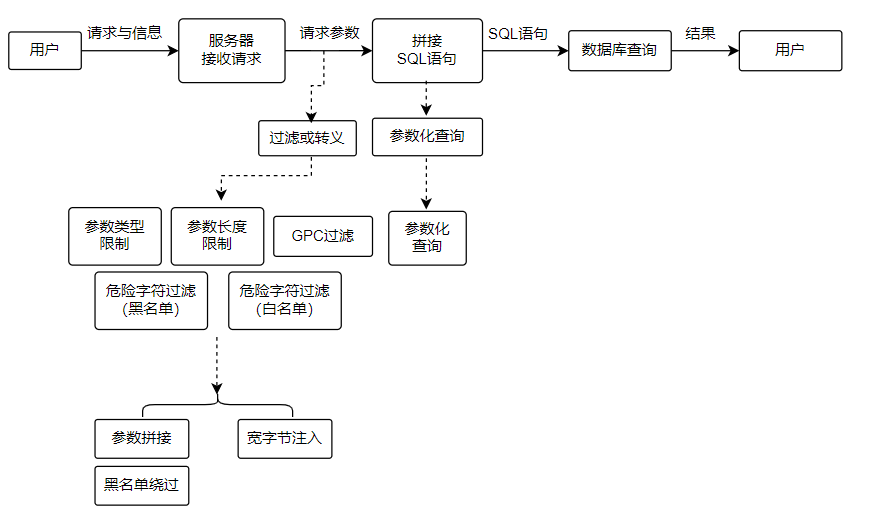 请求与信息
请求参数
SQL语句
结果
用户
服务器
接收请求
拼接
SQL语句
数据库查询
用户
过滤或转义
参数化查询
参数类型
限制
参数长度
限制
GPC过滤
参数化
查询
危险字符过滤
（黑名单）
危险字符过滤
（白名单）
参数拼接
宽字节注入
黑名单绕过